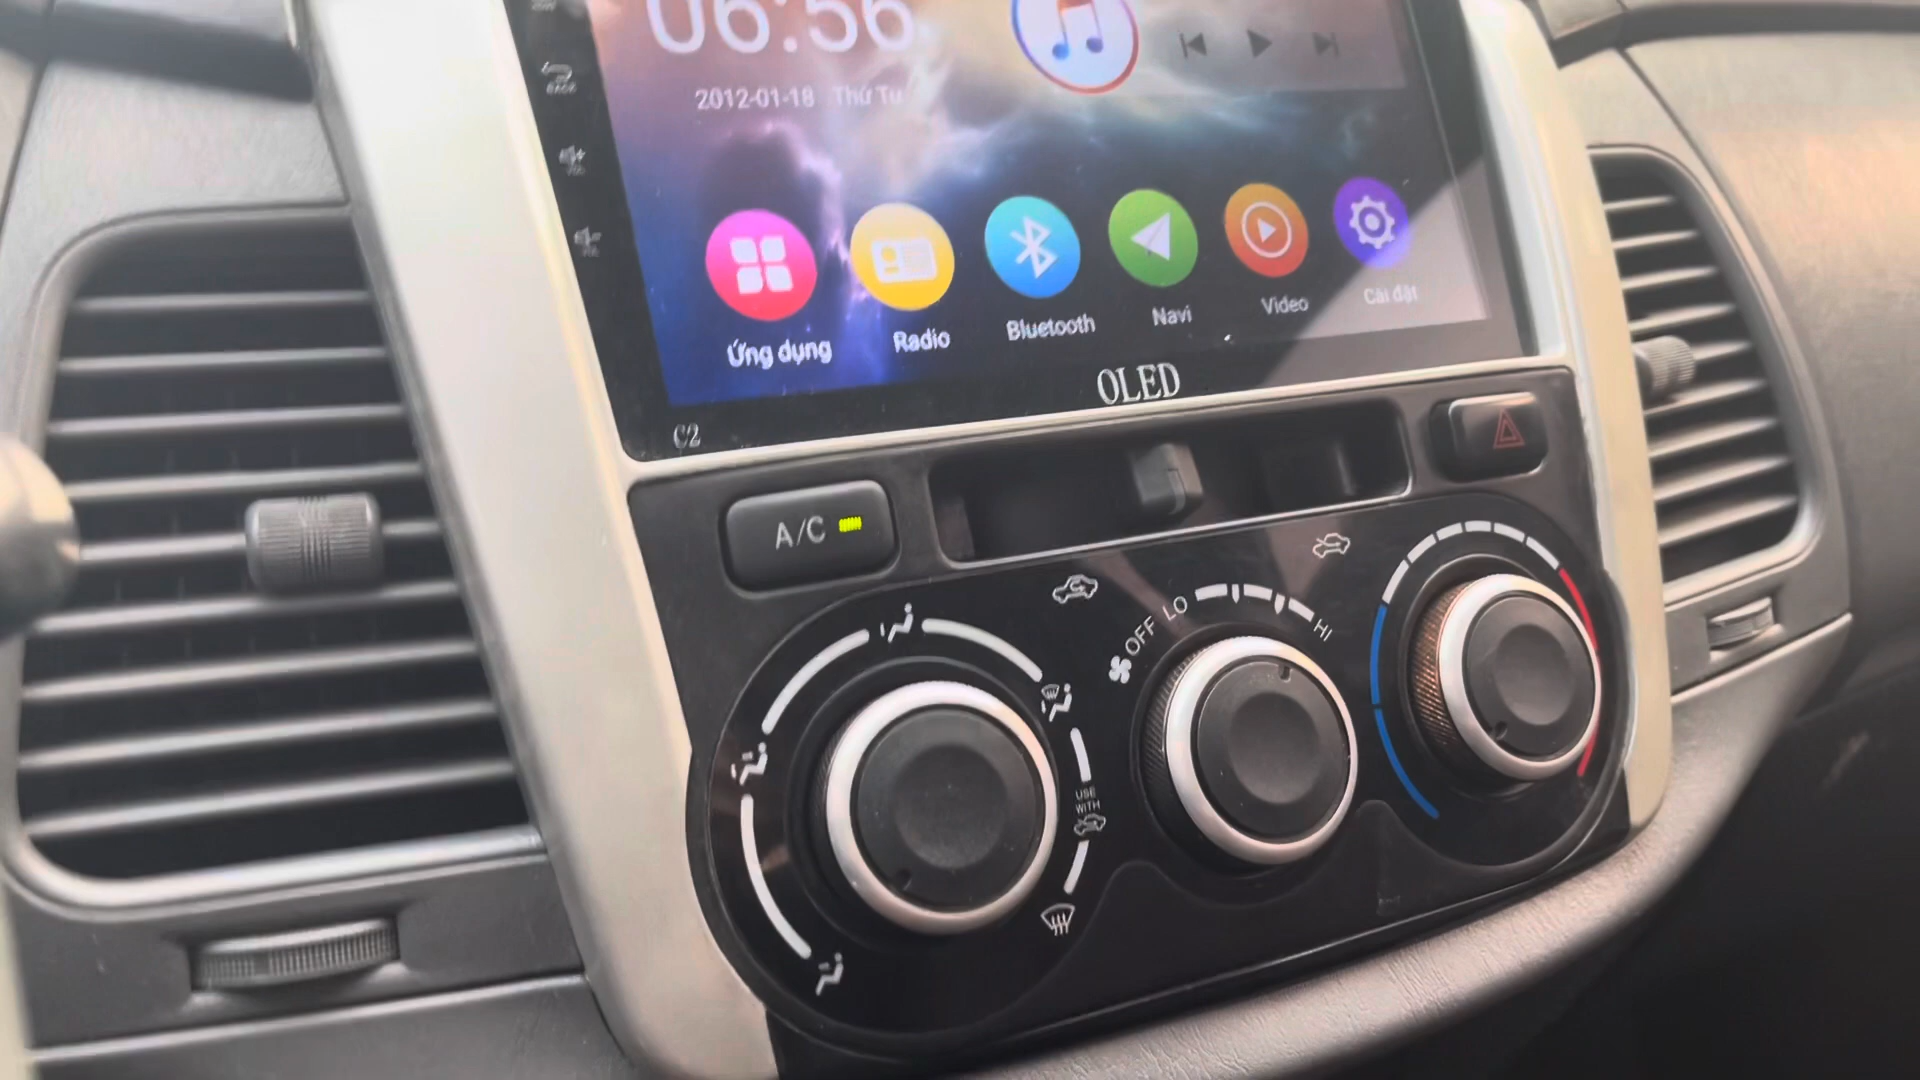 06:56
2012-01-18 Thứ Tư
BACK
Ứng dụng
Radio
Bluetooth
Navi
Video
Cài đặt
OLED
C2
A/C
OFF LO
HI
USE
WITH